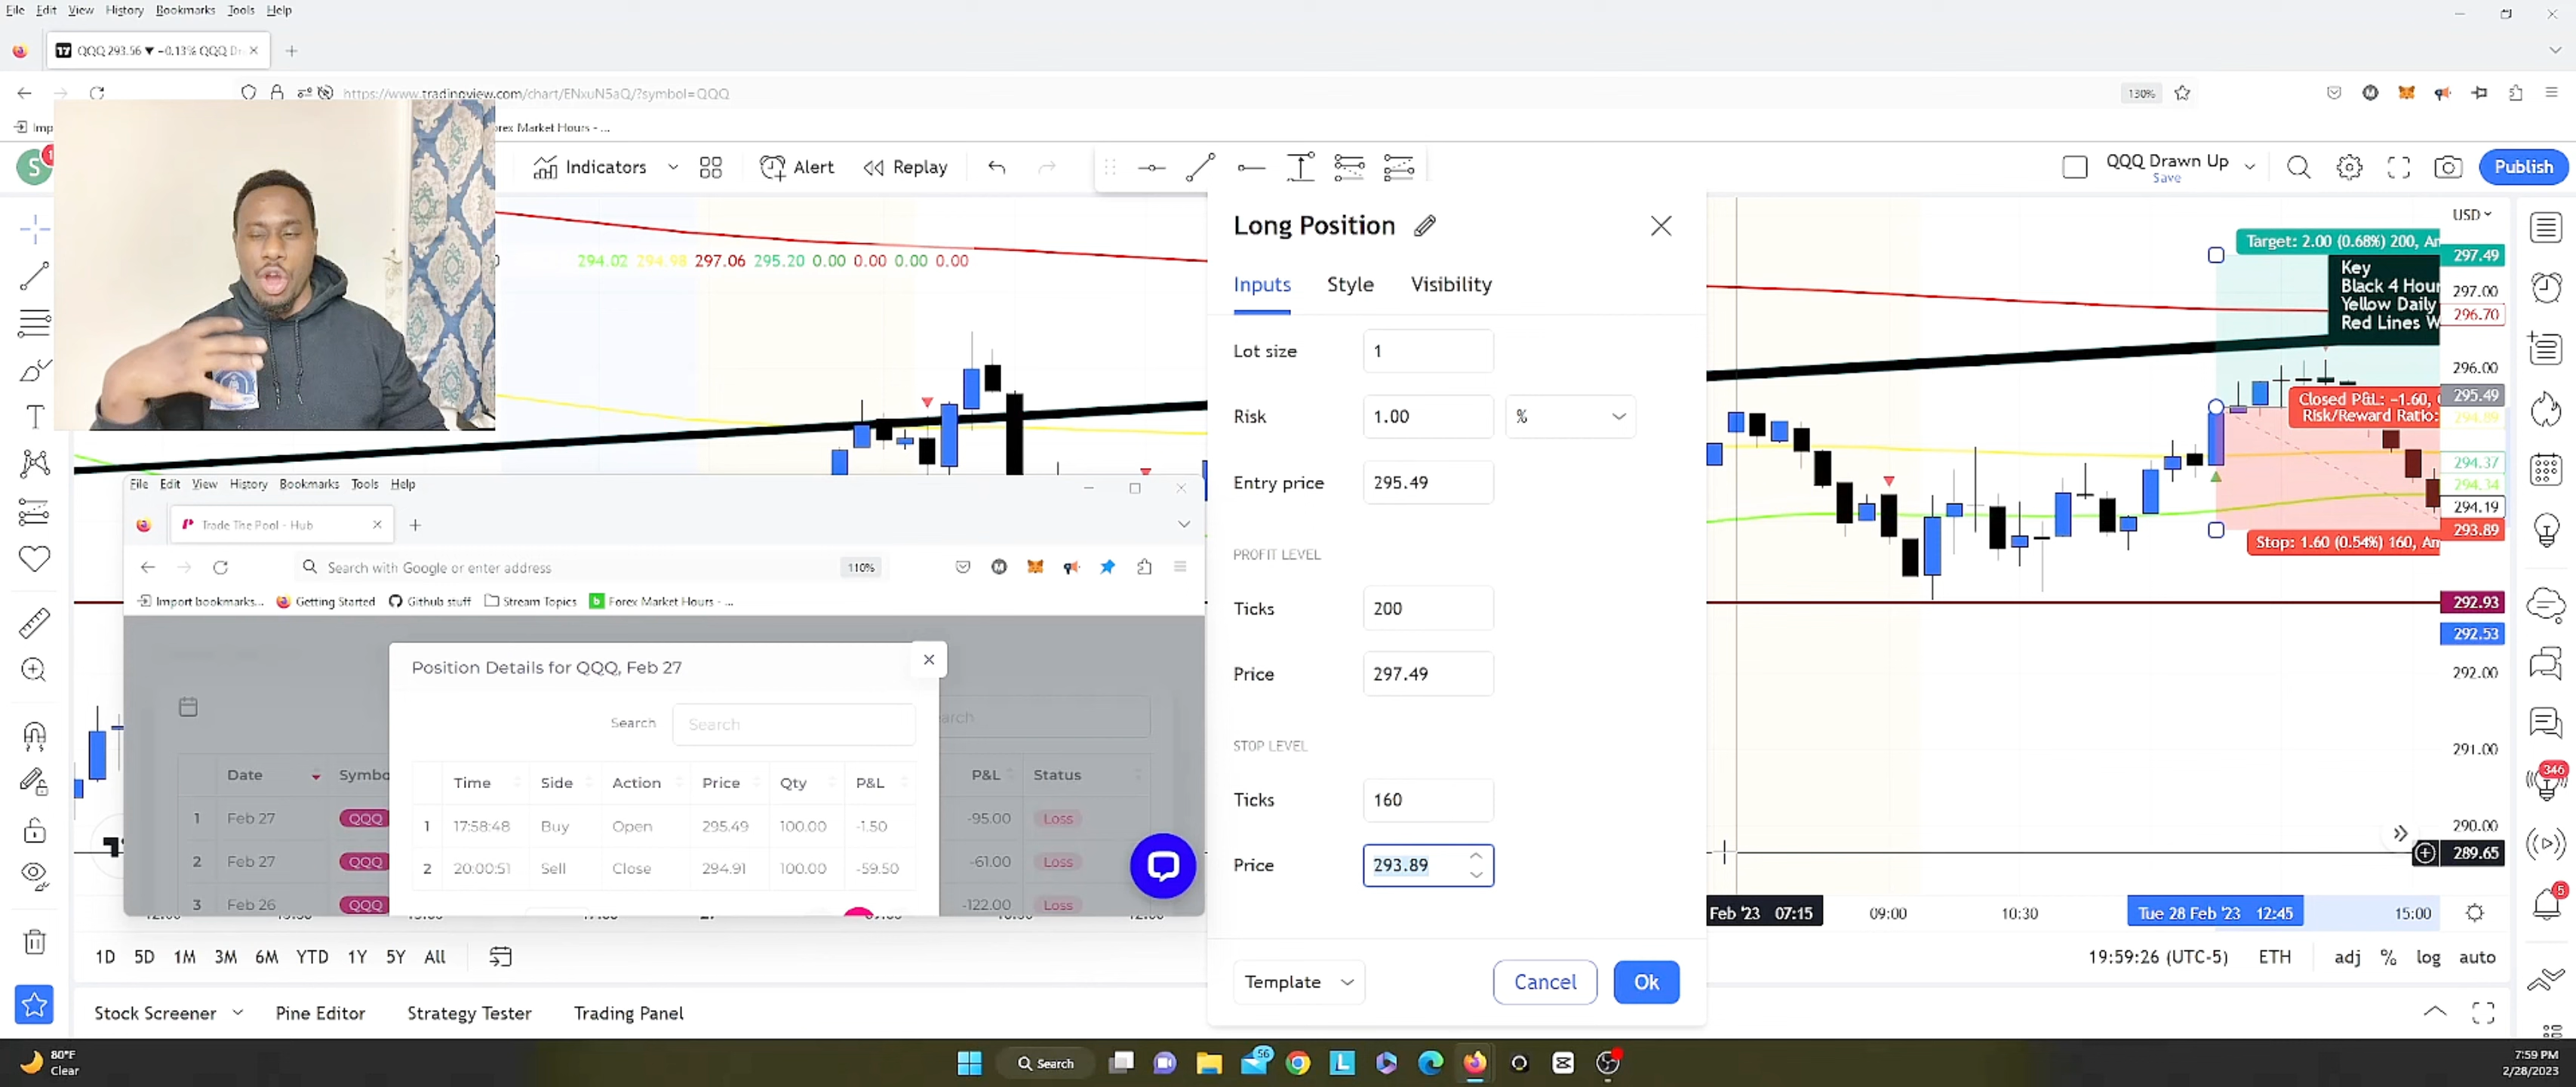 File Edit View History Bookmarks Tools Help
QQQ 293.56 ▼ −0.13% QQQ Dr
https://www.tradingview.com/chart/ENxuN5aQ/?symbol=QQQ
130%
Imp
orex Market Hours - ...
S
Indicators
Alert
Replay
QQQ Drawn Up
Save
Publish
294.02 294.98 297.06 295.20 0.00 0.00 0.00 0.00
Long Position
Inputs Style Visibility
Lot size 1
Risk 1.00 %
Entry price 295.49
PROFIT LEVEL
Ticks 200
Price 297.49
STOP LEVEL
Ticks 160
Price 293.89
Template
Cancel
Ok
USD
Target: 2.00 (0.68%) 200, Am
297.49
Key
Black 4 Hour
Yellow Daily
Red Lines W
297.00
296.70
296.00
295.49
Closed P&L: −1.60,
Risk/Reward Ratio:
294.89
294.37
294.34
294.19
293.89
Stop: 1.60 (0.54%) 160, Am
292.93
292.53
292.00
291.00
290.00
289.65
346
5
File Edit View History Bookmarks Tools Help
Trade The Pool - Hub
Search with Google or enter address
110%
Import bookmarks... Getting Started Github stuff Stream Topics Forex Market Hours - ...
Position Details for QQQ, Feb 27
Search Search
arch
Time Side Action Price Qty P&L
1 17:58:48 Buy Open 295.49 100.00 -1.50
2 20:00:51 Sell Close 294.91 100.00 -59.50
Date Symbo P&L Status
1 Feb 27 QQQ -95.00 Loss
2 Feb 27 QQQ -61.00 Loss
3 Feb 26 QQQ -122.00 Loss
Feb '23 07:15
09:00
10:30
Tue 28 Feb '23 12:45
15:00
1D 5D 1M 3M 6M YTD 1Y 5Y All
19:59:26 (UTC-5) ETH adj % log auto
Stock Screener Pine Editor Strategy Tester Trading Panel
80°F
Clear
Search
56
7:59 PM
2/28/2023